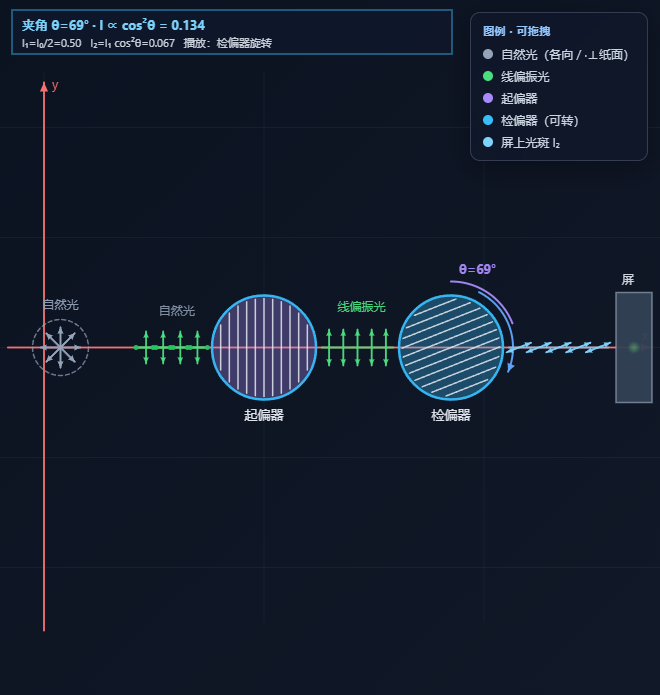 夹角 θ=69° · I ∝ cos²θ = 0.134
I₁=I₀/2=0.50 I₂=I₁ cos²θ=0.067 播放：检偏器旋转
图例 · 可拖拽
自然光（各向 / ·⊥纸面）
线偏振光
起偏器
检偏器（可转）
屏上光斑 I₂
y
θ=69°
屏
自然光
自然光
线偏振光
起偏器
检偏器